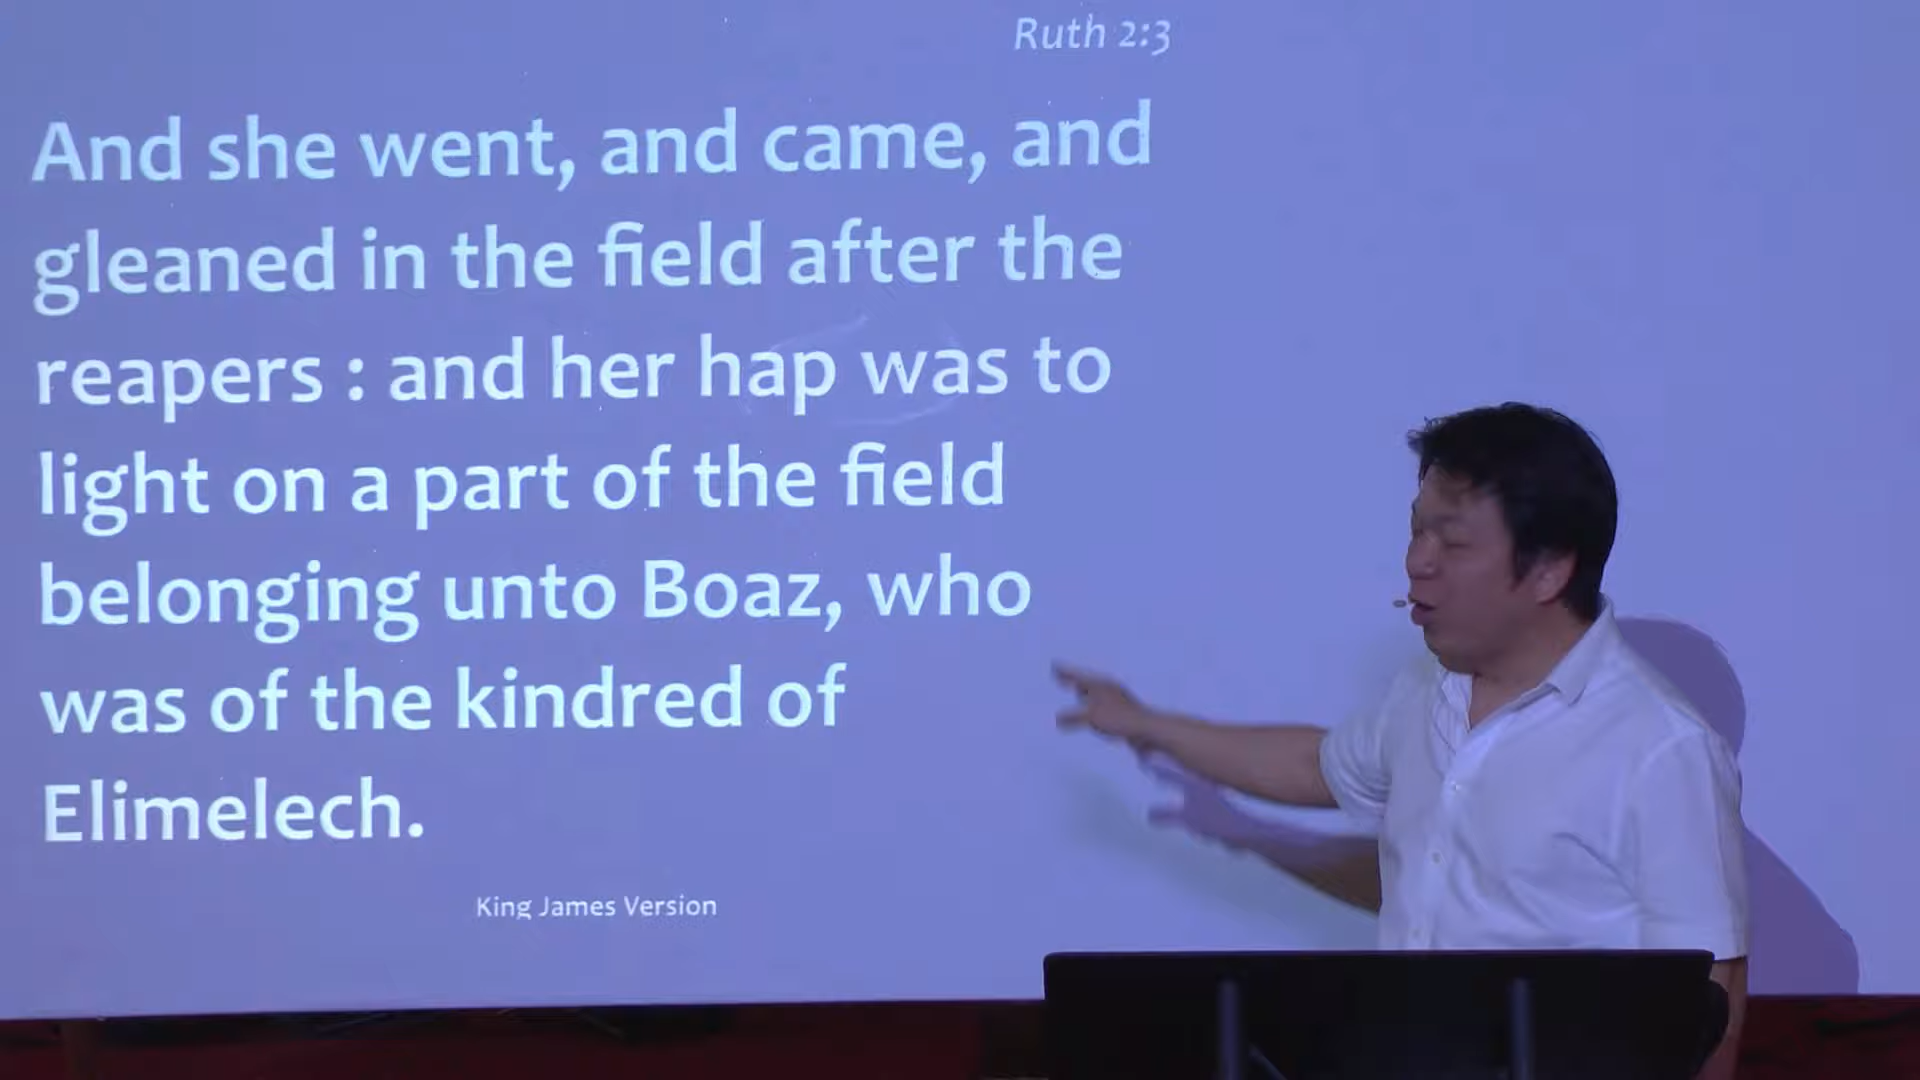 Ruth 2:3
And she went, and came, and
gleaned in the field after the
reapers : and her hap was to
light on a part of the field
belonging unto Boaz, who
was of the kindred of
Elimelech.
King James Version